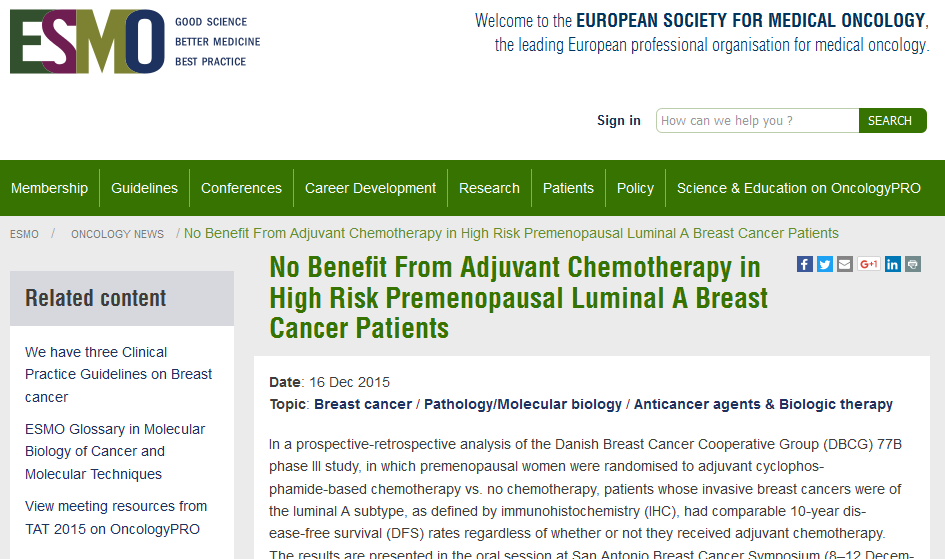 ESMO
GOOD SCIENCE
BETTER MEDICINE
BEST PRACTICE
Welcome to the EUROPEAN SOCIETY FOR MEDICAL ONCOLOGY,
the leading European professional organisation for medical oncology.
Sign in
How can we help you ?
SEARCH
Membership
Guidelines
Conferences
Career Development
Research
Patients
Policy
Science & Education on OncologyPRO
ESMO / ONCOLOGY NEWS / No Benefit From Adjuvant Chemotherapy in High Risk Premenopausal Luminal A Breast Cancer Patients
Related content
We have three Clinical
Practice Guidelines on Breast
cancer
ESMO Glossary in Molecular
Biology of Cancer and
Molecular Techniques
View meeting resources from
TAT 2015 on OncologyPRO
No Benefit From Adjuvant Chemotherapy in
High Risk Premenopausal Luminal A Breast
Cancer Patients
f
G+1
in
Date: 16 Dec 2015
Topic: Breast cancer / Pathology/Molecular biology / Anticancer agents & Biologic therapy
In a prospective-retrospective analysis of the Danish Breast Cancer Cooperative Group (DBCG) 77B
phase III study, in which premenopausal women were randomised to adjuvant cyclophos-
phamide-based chemotherapy vs. no chemotherapy, patients whose invasive breast cancers were of
the luminal A subtype, as defined by immunohistochemistry (IHC), had comparable 10-year dis-
ease-free survival (DFS) rates regardless of whether or not they received adjuvant chemotherapy.
The results are presented in the oral session at San Antonio Breast Cancer Symposium (8–12 Decem-